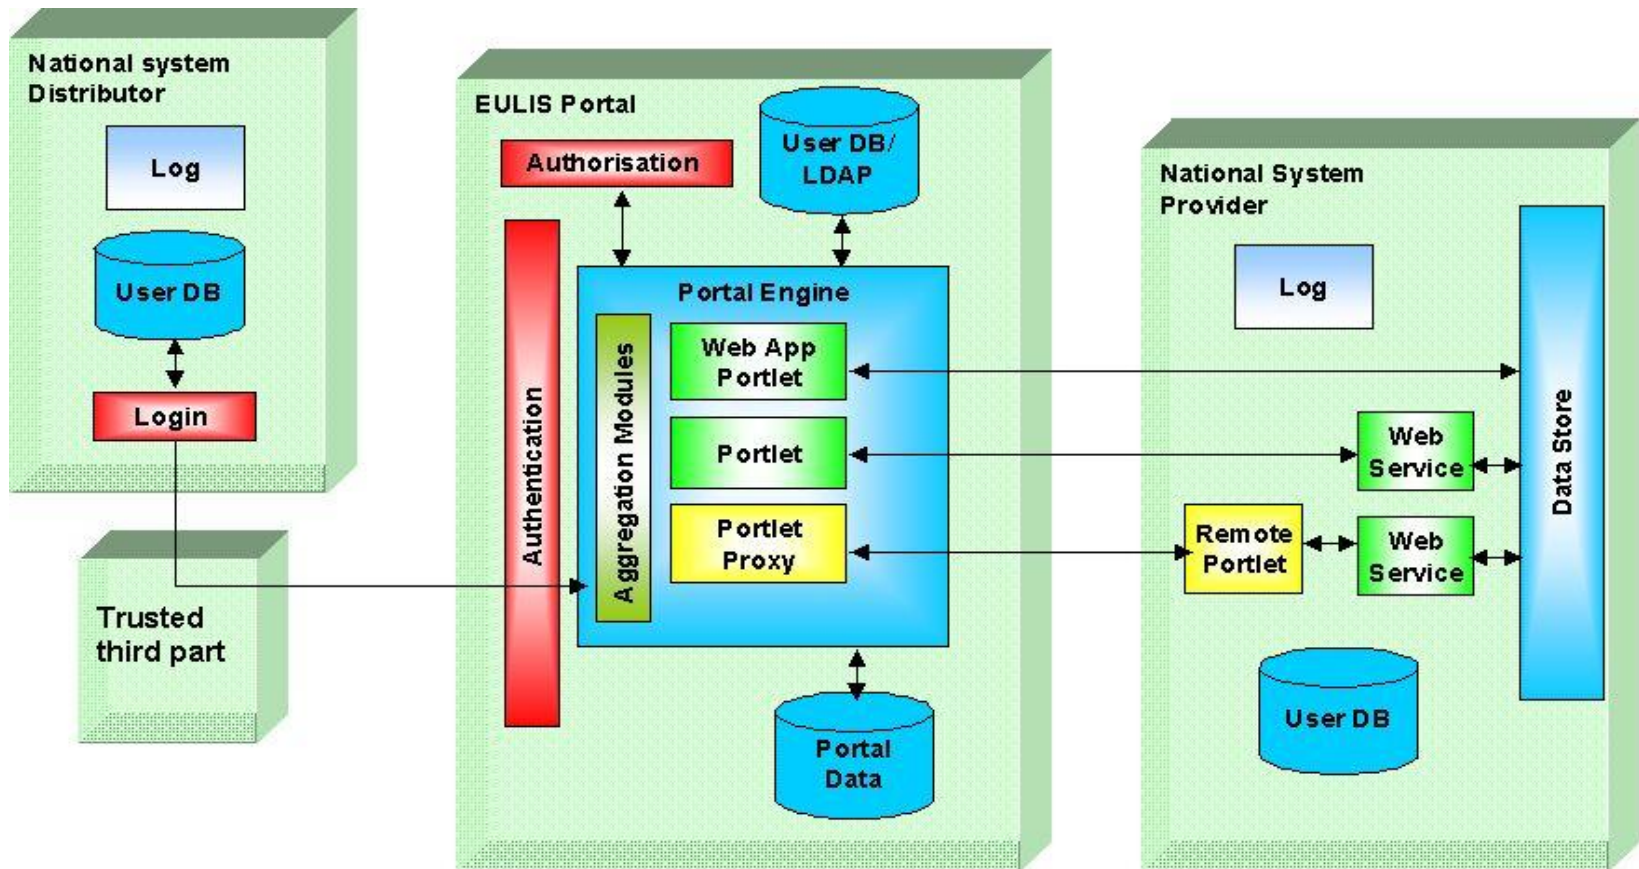 National system
Distributor
Log
User DB
Login
Trusted
third part
EULIS Portal
Authorisation
User DB/
LDAP
Authentication
Portal Engine
Aggregation Modules
Web App
Portlet
Portlet
Portlet
Proxy
Portal
Data
National System
Provider
Log
Web
Service
Remote
Portlet
Web
Service
Data Store
User DB